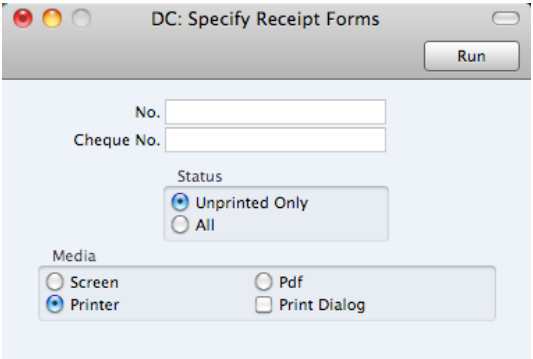 DC: Specify Receipt Forms
Run
No.
Cheque No.
Status
Unprinted Only
All
Media
Screen Pdf
Printer Print Dialog